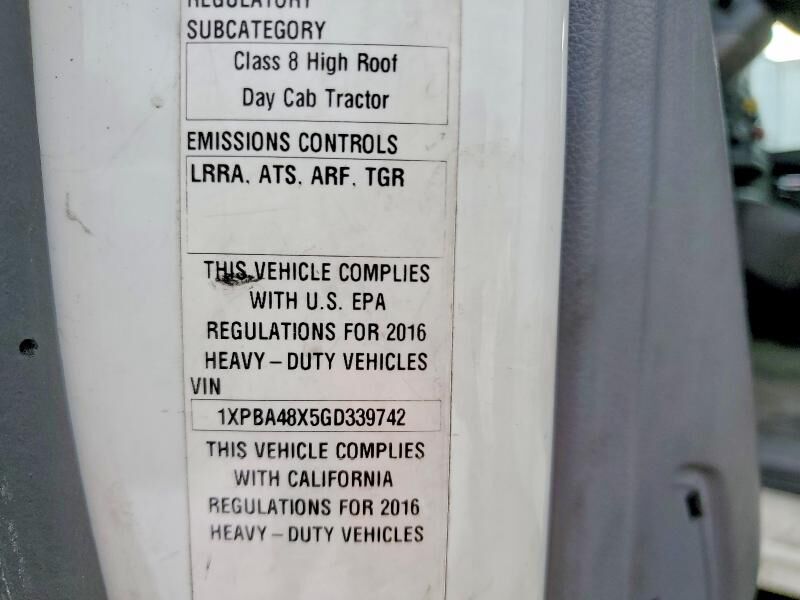 REGULATORY
SUBCATEGORY
Class 8 High Roof
Day Cab Tractor
EMISSIONS CONTROLS
LRRA, ATS, ARF, TGR
THIS VEHICLE COMPLIES
WITH U.S. EPA
REGULATIONS FOR 2016
HEAVY-DUTY VEHICLES
VIN
1XPBA48X5GD339742
THIS VEHICLE COMPLIES
WITH CALIFORNIA
REGULATIONS FOR 2016
HEAVY-DUTY VEHICLES